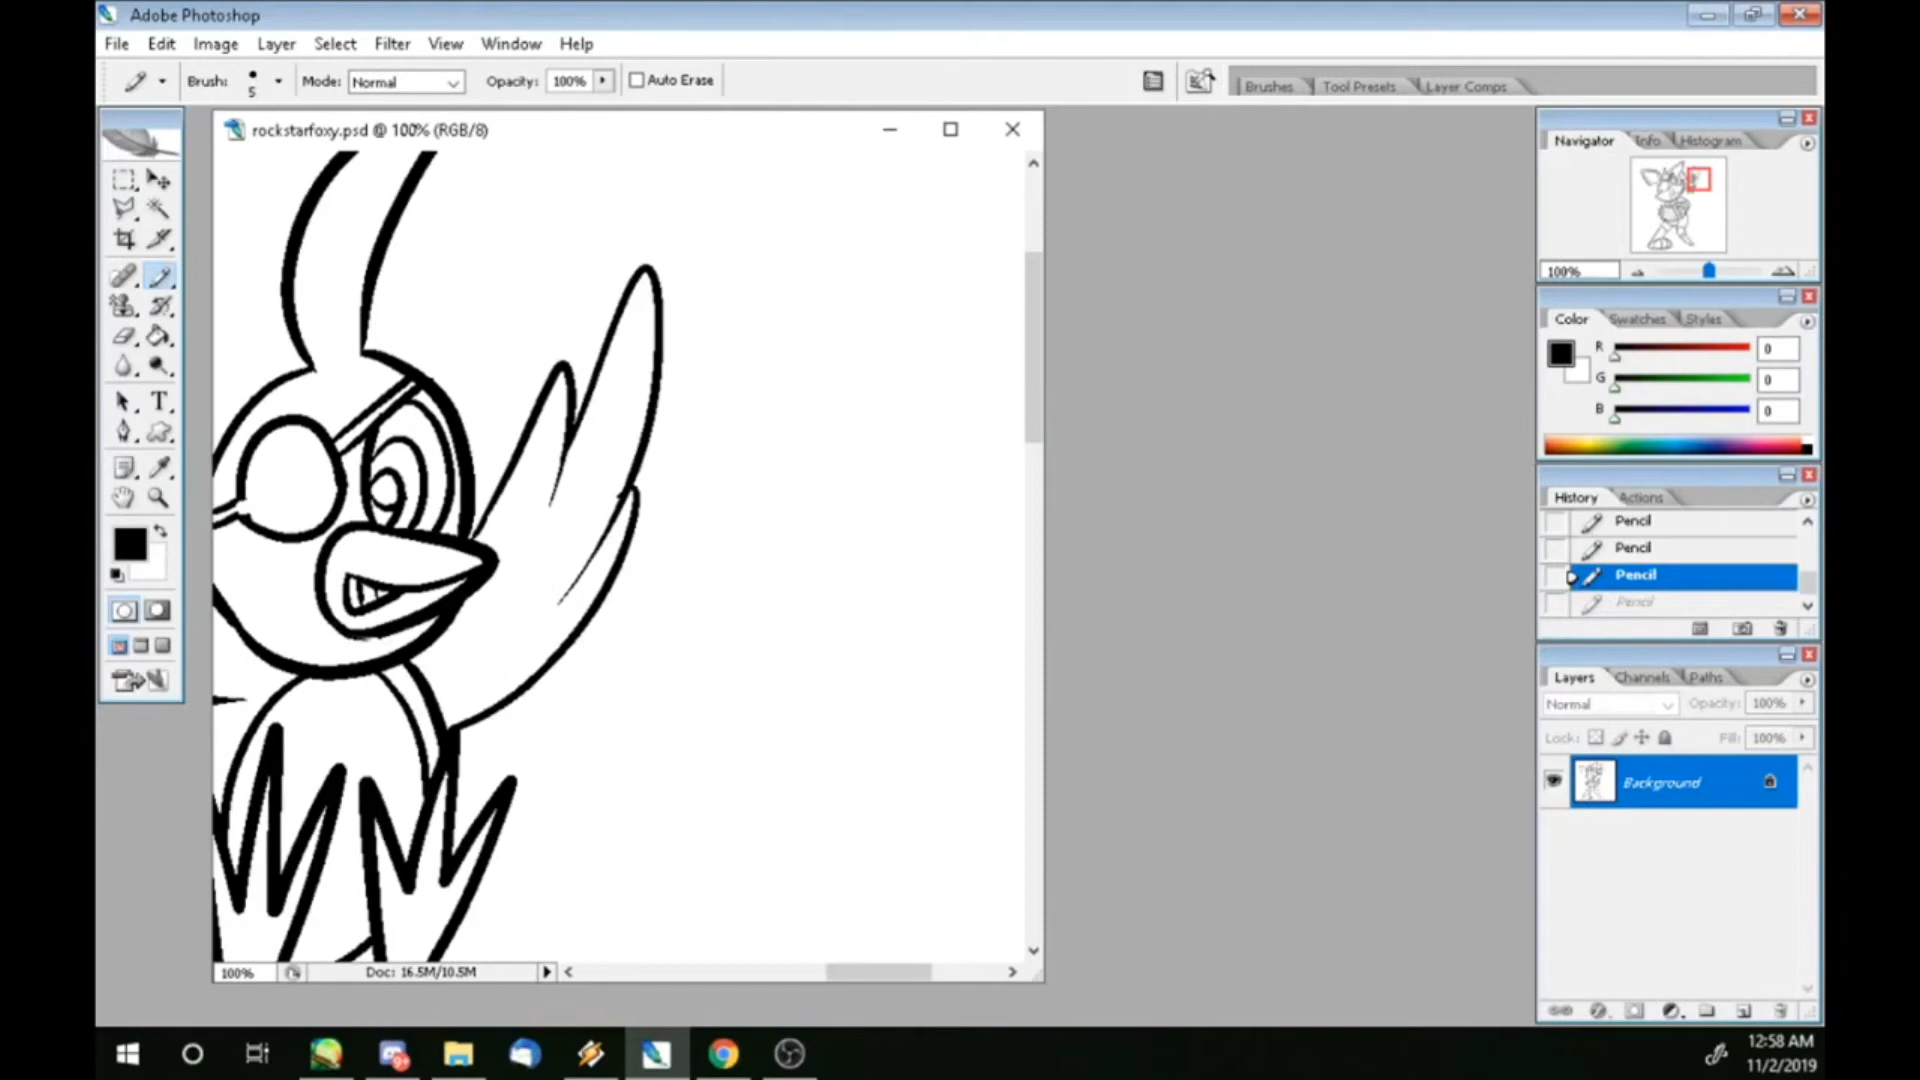 Adobe Photoshop
File Edit Image Layer Select Filter View Window Help
Brush: 5 Mode: Normal Opacity: 100% Auto Erase Brushes Tool Presets Layer Comps
rockstarfoxy.psd @ 100% (RGB/8)
Navigator Info Histogram
100%
Color Swatches Styles
R 0
G 0
B 0
History Actions
Pencil
Pencil
Pencil
Pencil
Layers Channels Paths
Normal Opacity: 100%
Lock: Fill: 100%
Background
100% Doc: 16.5M/10.5M
9+
12:58 AM
11/2/2019